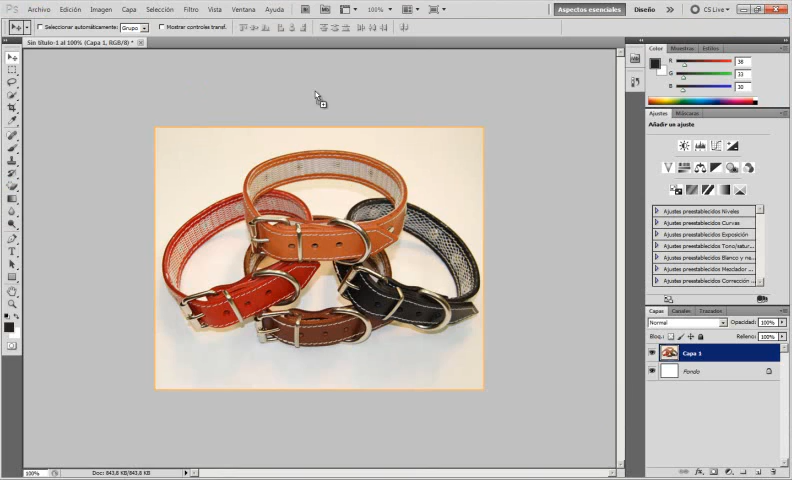 Ps Archivo Edición Imagen Capa Selección Filtro Vista Ventana Ayuda 100% Aspectos esenciales Diseño CS Live
Seleccionar automáticamente: Grupo Mostrar controles transf.
Sin título-1 al 100% (Capa 1, RGB/8) *
Color Muestras Estilos
R 38
G 33
B 30
Ajustes Máscaras
Añadir un ajuste
Ajustes preestablecidos Niveles
Ajustes preestablecidos Curvas
Ajustes preestablecidos Exposición
Ajustes preestablecidos Tono/satur...
Ajustes preestablecidos Blanco y ne...
Ajustes preestablecidos Mezclador ...
Ajustes preestablecidos Corrección ...
Capas Canales Trazados
Normal Opacidad: 100%
Bloq.: Relleno: 100%
Capa 1
Fondo
100% Doc: 843,8 KB/843,8 KB